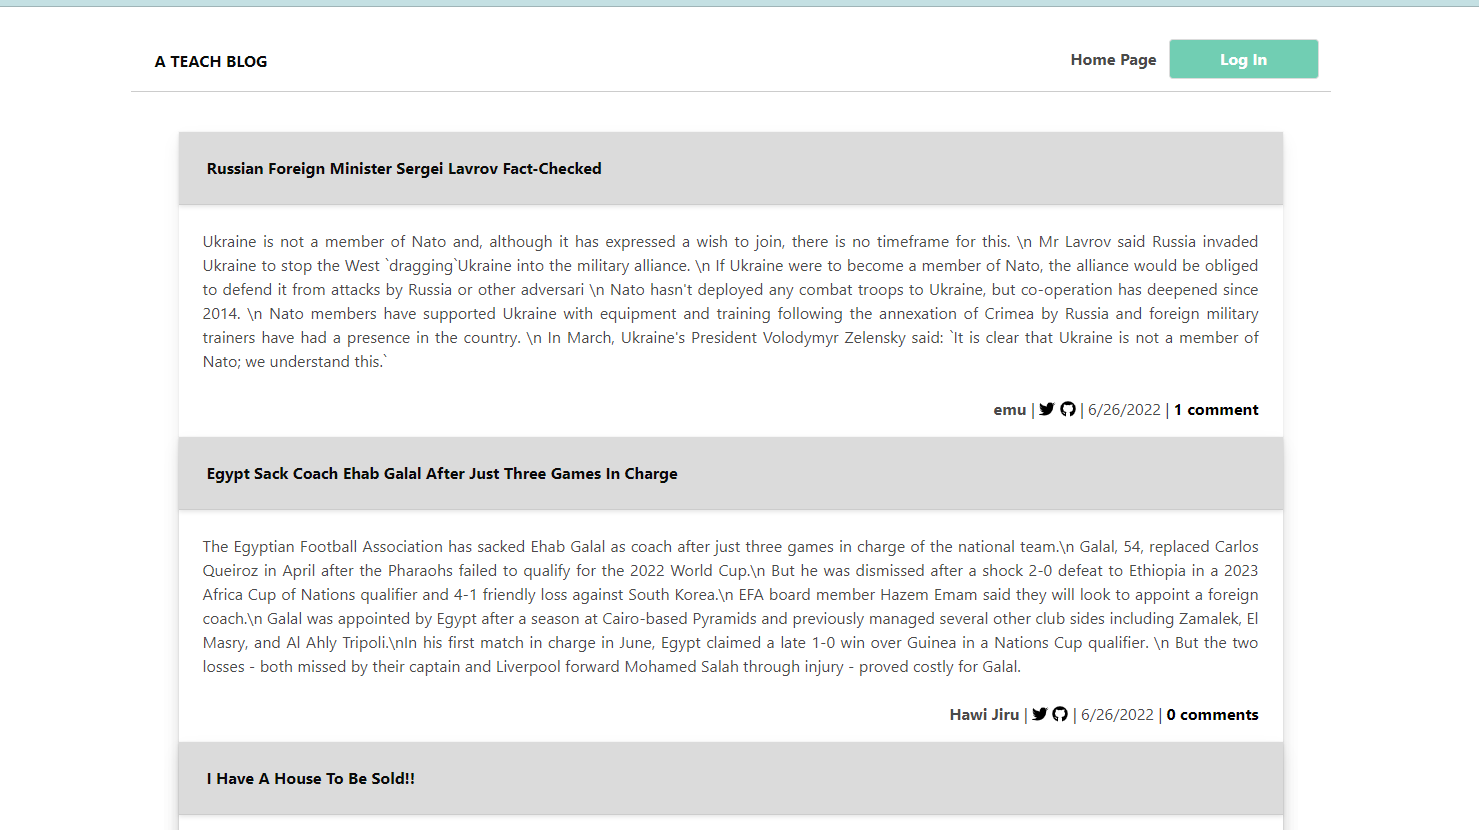 A TEACH BLOG
Home Page
Log In
Russian Foreign Minister Sergei Lavrov Fact-Checked
Ukraine is not a member of Nato and, although it has expressed a wish to join, there is no timeframe for this. \n Mr Lavrov said Russia invaded
Ukraine to stop the West `dragging`Ukraine into the military alliance. \n If Ukraine were to become a member of Nato, the alliance would be obliged
to defend it from attacks by Russia or other adversari \n Nato hasn't deployed any combat troops to Ukraine, but co-operation has deepened since
2014. \n Nato members have supported Ukraine with equipment and training following the annexation of Crimea by Russia and foreign military
trainers have had a presence in the country. \n In March, Ukraine's President Volodymyr Zelensky said: `It is clear that Ukraine is not a member of
Nato; we understand this.`
emu | | 6/26/2022 | 1 comment
Egypt Sack Coach Ehab Galal After Just Three Games In Charge
The Egyptian Football Association has sacked Ehab Galal as coach after just three games in charge of the national team.\n Galal, 54, replaced Carlos
Queiroz in April after the Pharaohs failed to qualify for the 2022 World Cup.\n But he was dismissed after a shock 2-0 defeat to Ethiopia in a 2023
Africa Cup of Nations qualifier and 4-1 friendly loss against South Korea.\n EFA board member Hazem Emam said they will look to appoint a foreign
coach.\n Galal was appointed by Egypt after a season at Cairo-based Pyramids and previously managed several other club sides including Zamalek, El
Masry, and Al Ahly Tripoli.\nIn his first match in charge in June, Egypt claimed a late 1-0 win over Guinea in a Nations Cup qualifier. \n But the two
losses - both missed by their captain and Liverpool forward Mohamed Salah through injury - proved costly for Galal.
Hawi Jiru | | 6/26/2022 | 0 comments
I Have A House To Be Sold!!